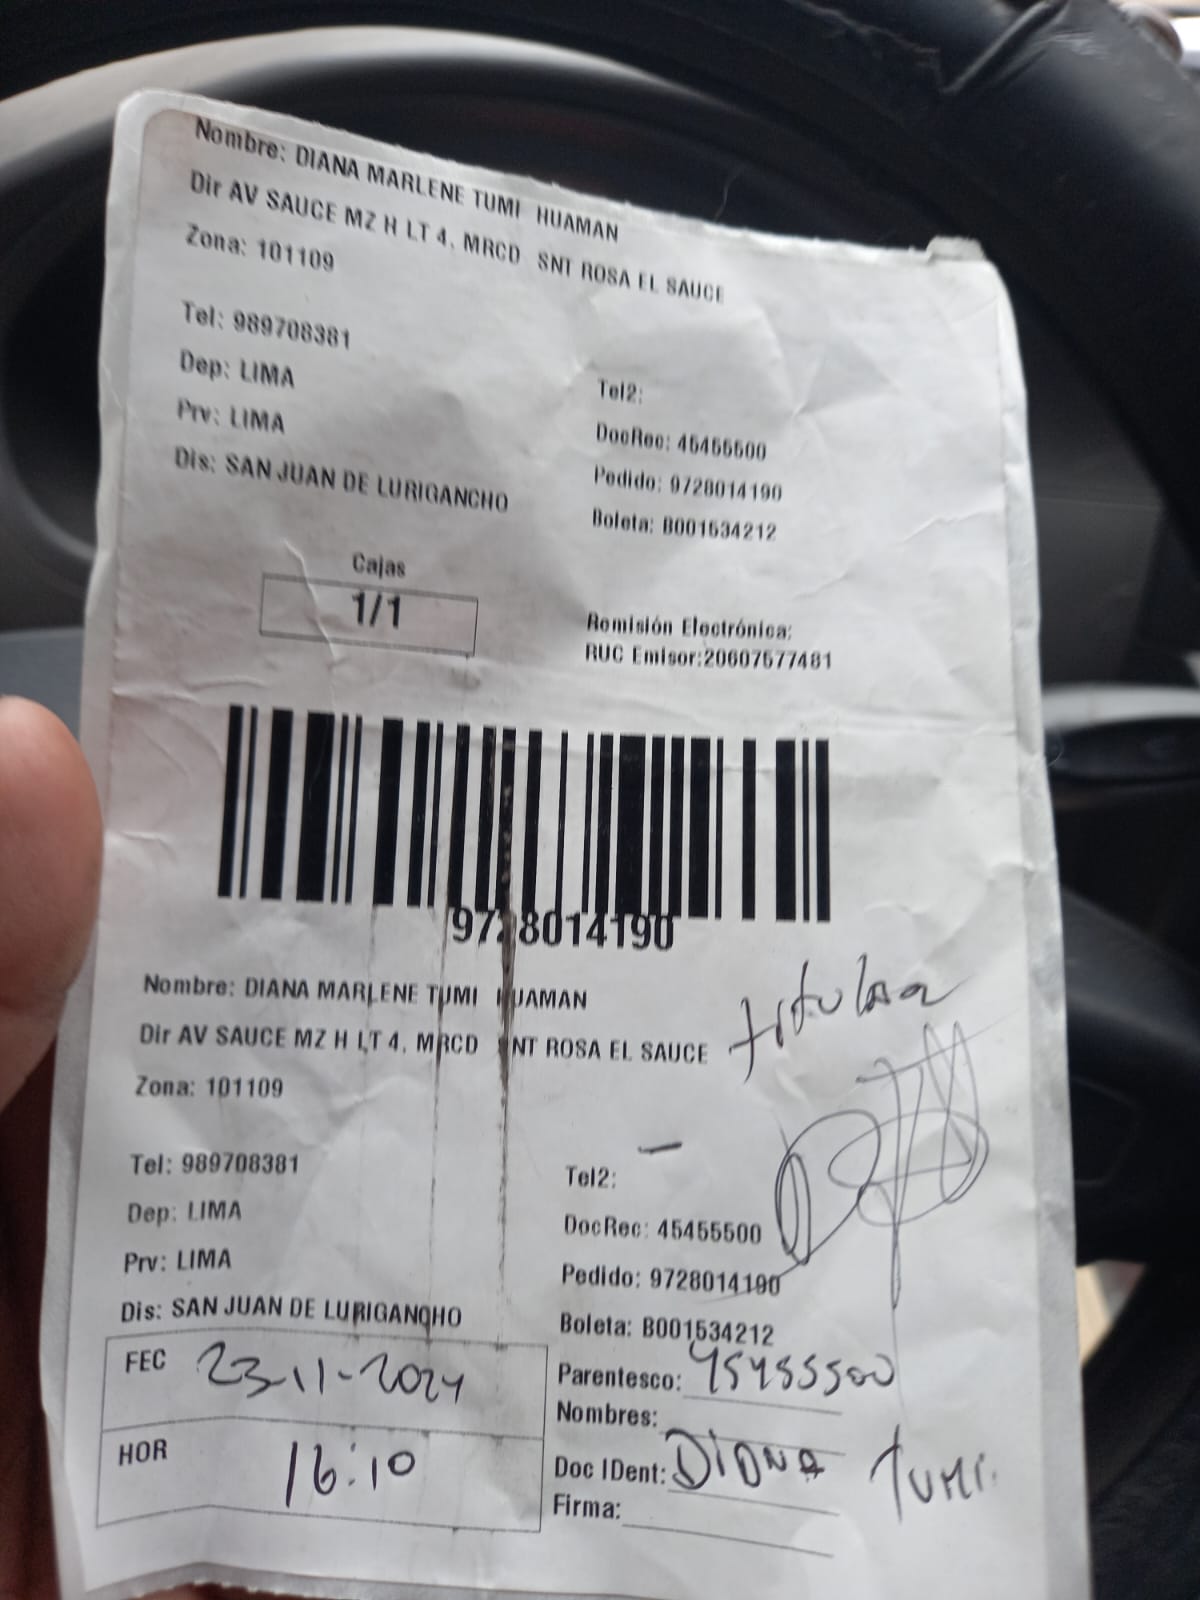 Nombre: DIANA MARLENE TUMI HUAMAN
Dir AV SAUCE MZ H LT 4, MRCD SNT ROSA EL SAUCE
Zona: 101109
Tel: 989708381
Tel2:
Dep: LIMA
DocRec: 45455500
Prv: LIMA
Pedido: 9728014190
Dis: SAN JUAN DE LURIGANCHO
Boleta: B001534212
Cajas
1/1
Remisión Electrónica:
RUC Emisor:20607577481
9728014190
Nombre: DIANA MARLENE TUMI HUAMAN
titular
Dir AV SAUCE MZ H LT 4, MRCD SNT ROSA EL SAUCE
Zona: 101109
Tel: 989708381
Tel2:
Dep: LIMA
DocRec: 45455500
Prv: LIMA
Pedido: 9728014190
Dis: SAN JUAN DE LURIGANCHO
Boleta: B001534212
FEC 23-11-2024
Parentesco: 45455500
Nombres:
HOR 16:10
Doc IDent: DIANA TUMI.
Firma: